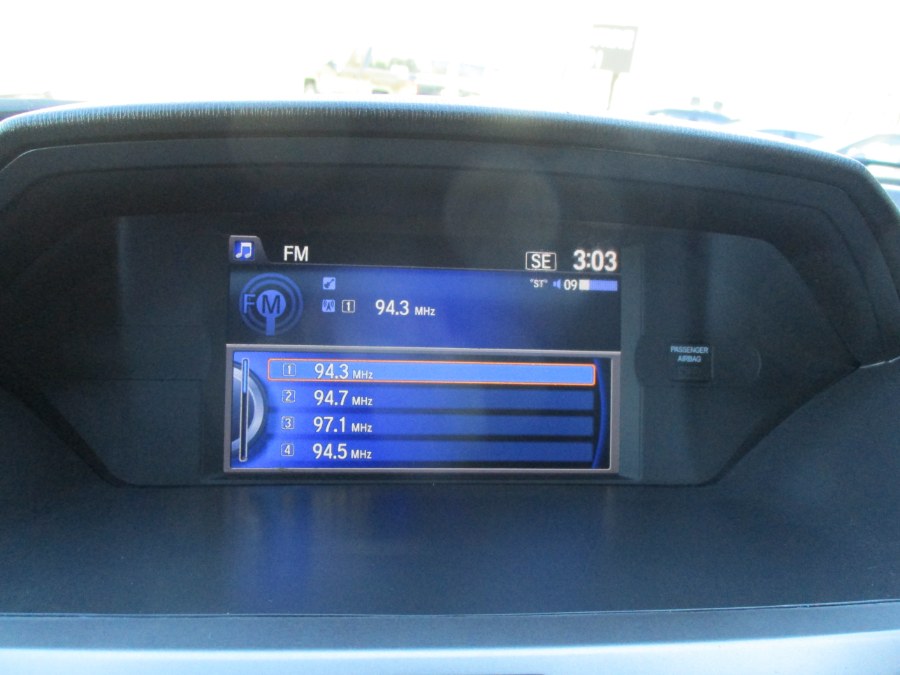 FM
SE 3:03
"ST" 09
FM
1 94.3 MHz
1 94.3 MHz
2 94.7 MHz
3 97.1 MHz
4 94.5 MHz
PASSENGER
AIRBAG